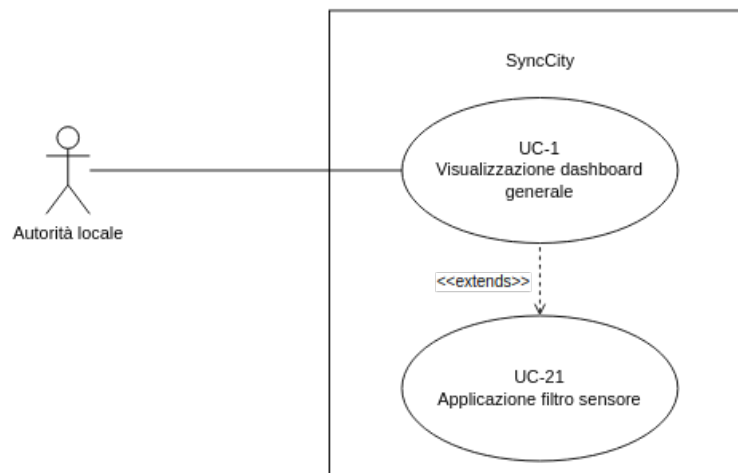 SyncCity
UC-1
Visualizzazione dashboard
generale
Autorità locale
<<extends>>
UC-21
Applicazione filtro sensore